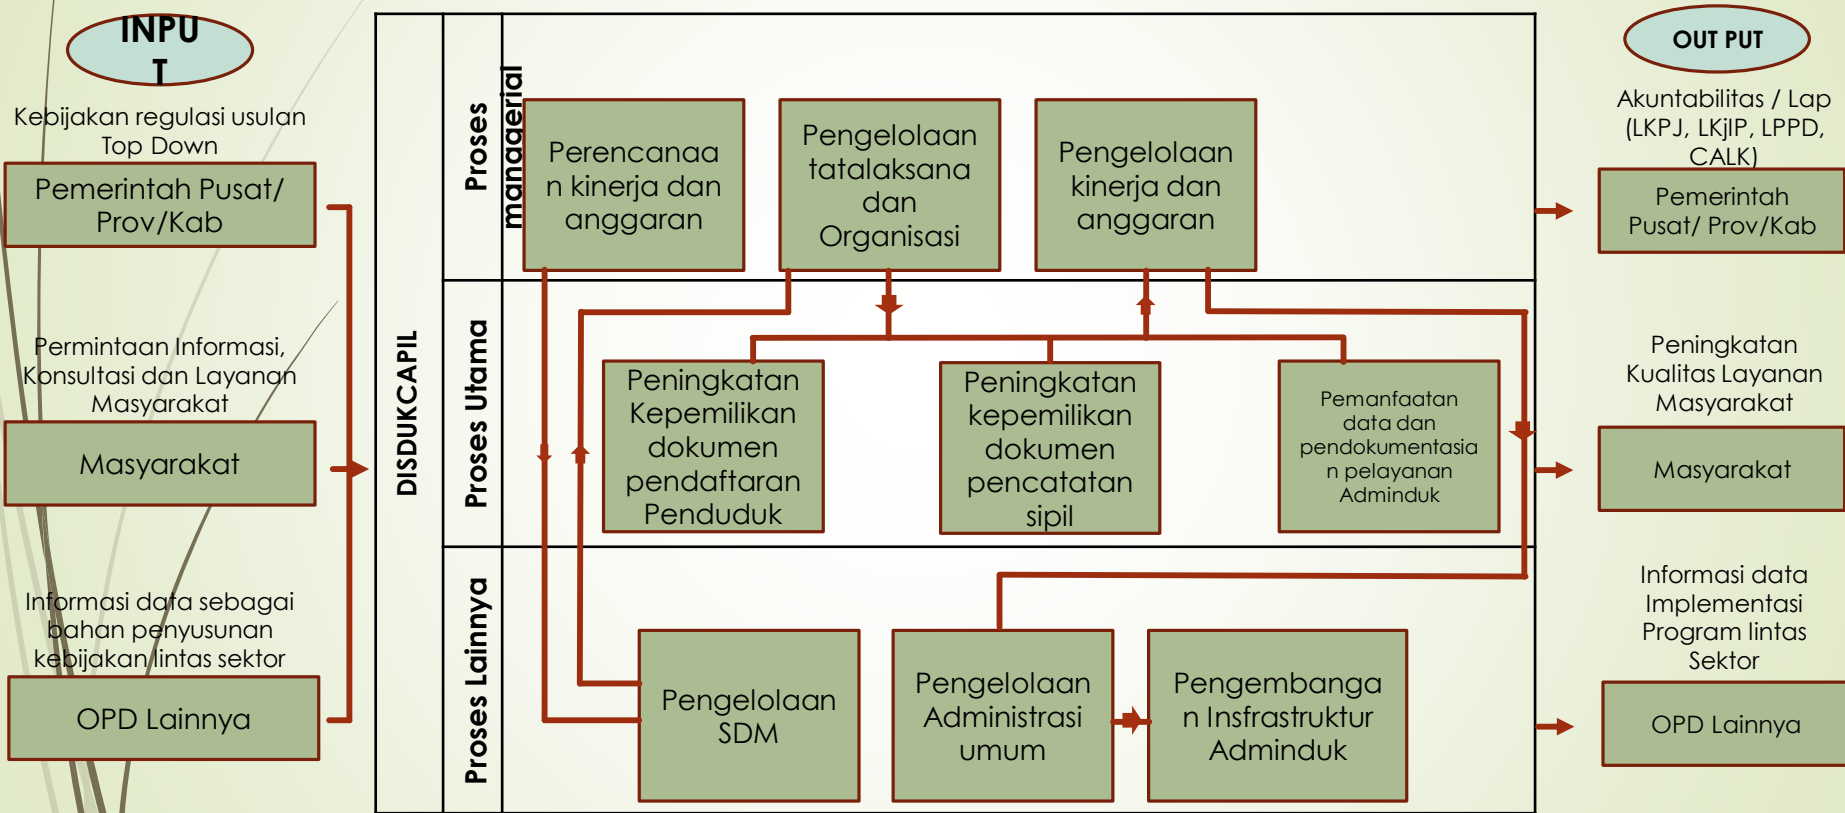 INPU
T
Kebijakan regulasi usulan
Top Down
Pemerintah Pusat/
Prov/Kab
Permintaan Informasi,
Konsultasi dan Layanan
Masyarakat
Masyarakat
Informasi data sebagai
bahan penyusunan
kebijakan lintas sektor
OPD Lainnya
DISDUKCAPIL
Proses
managerial
Perencanaa
n kinerja dan
anggaran
Pengelolaan
tatalaksana
dan
Organisasi
Pengelolaan
kinerja dan
anggaran
Proses Utama
Peningkatan
Kepemilikan
dokumen
pendaftaran
Penduduk
Peningkatan
kepemilikan
dokumen
pencatatan
sipil
Pemanfaatan
data dan
pendokumentasia
n pelayanan
Adminduk
Proses Lainnya
Pengelolaan
SDM
Pengelolaan
Administrasi
umum
Pengembanga
n Insfrastruktur
Adminduk
OUT PUT
Akuntabilitas / Lap
(LKPJ, LKjIP, LPPD,
CALK)
Pemerintah
Pusat/ Prov/Kab
Peningkatan
Kualitas Layanan
Masyarakat
Masyarakat
Informasi data
Implementasi
Program lintas
Sektor
OPD Lainnya